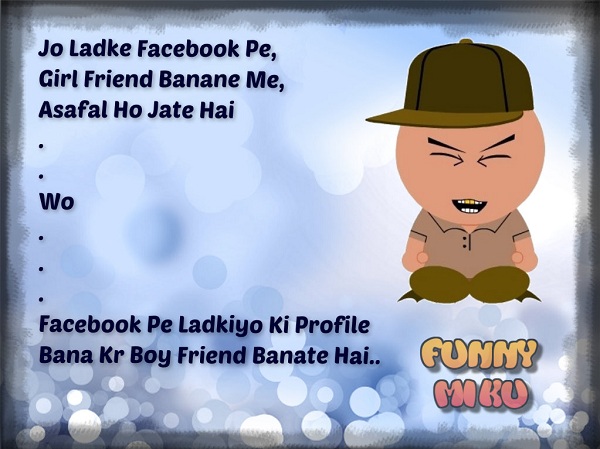 Jo Ladke Facebook Pe,
Girl Friend Banane Me,
Asafal Ho Jate Hai
.
.
Wo
.
.
.
Facebook Pe Ladkiyo Ki Profile
Bana Kr Boy Friend Banate Hai..
FUNNY
MIKU